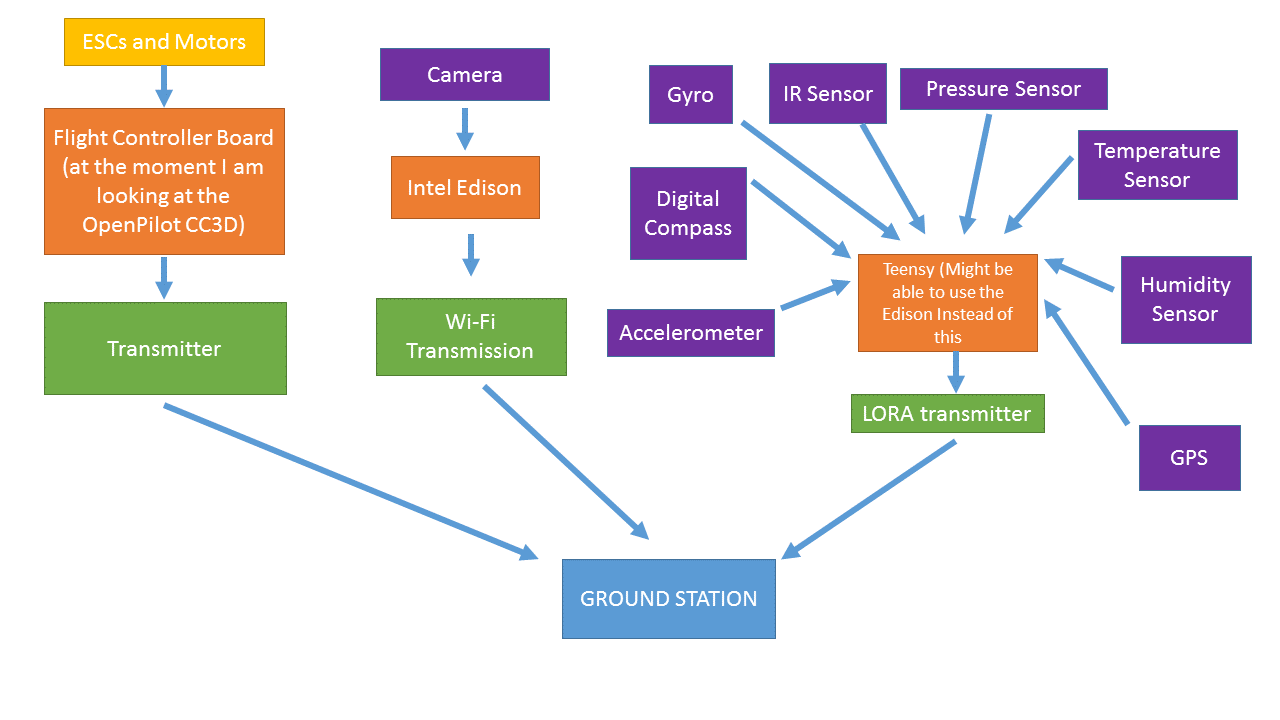 ESCs and Motors
Flight Controller Board
(at the moment I am
looking at the
OpenPilot CC3D)
Transmitter
Camera
Intel Edison
Wi-Fi
Transmission
Gyro
IR Sensor
Pressure Sensor
Temperature
Sensor
Digital
Compass
Humidity
Sensor
Accelerometer
Teensy (Might be
able to use the
Edison Instead of
this
LORA transmitter
GPS
GROUND STATION